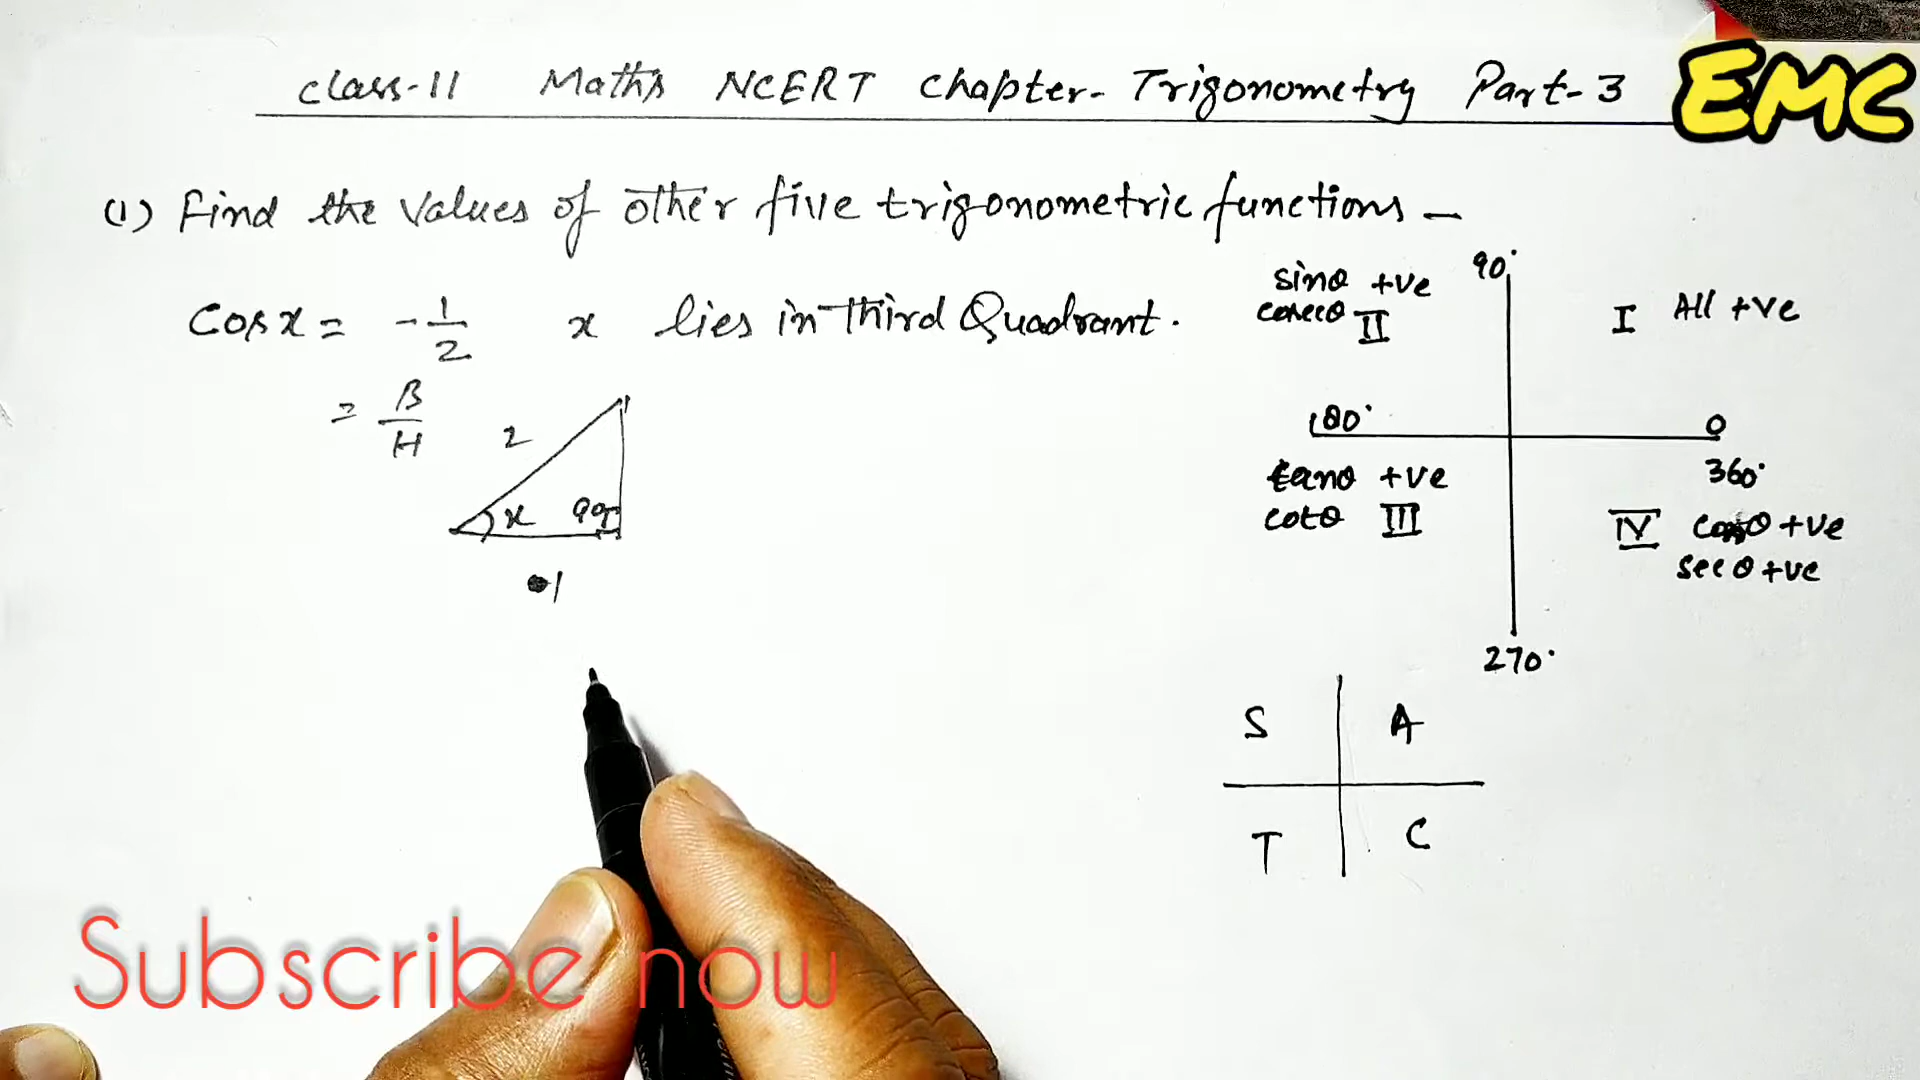 class-11 Maths NCERT Chapter- Trigonometry Part-3
EMC
(1) Find the values of other five trigonometric functions —
Cos x = -1/2 x lies in Third Quadrant.
= B/H
2
x 90°
1
90°
sinθ +ve
cosecθ II
I All +ve
180°
0
360°
tanθ +ve
cotθ III
IV cosθ +ve
secθ +ve
270°
S A
T C
Subscribe now